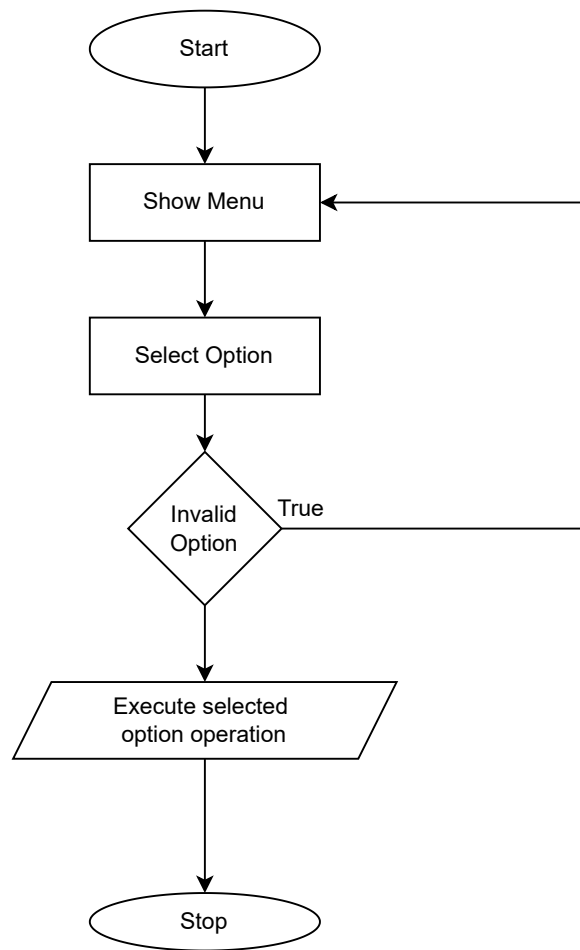 Start
Show Menu
Select Option
True
Invalid
Option
Execute selected
option operation
Stop